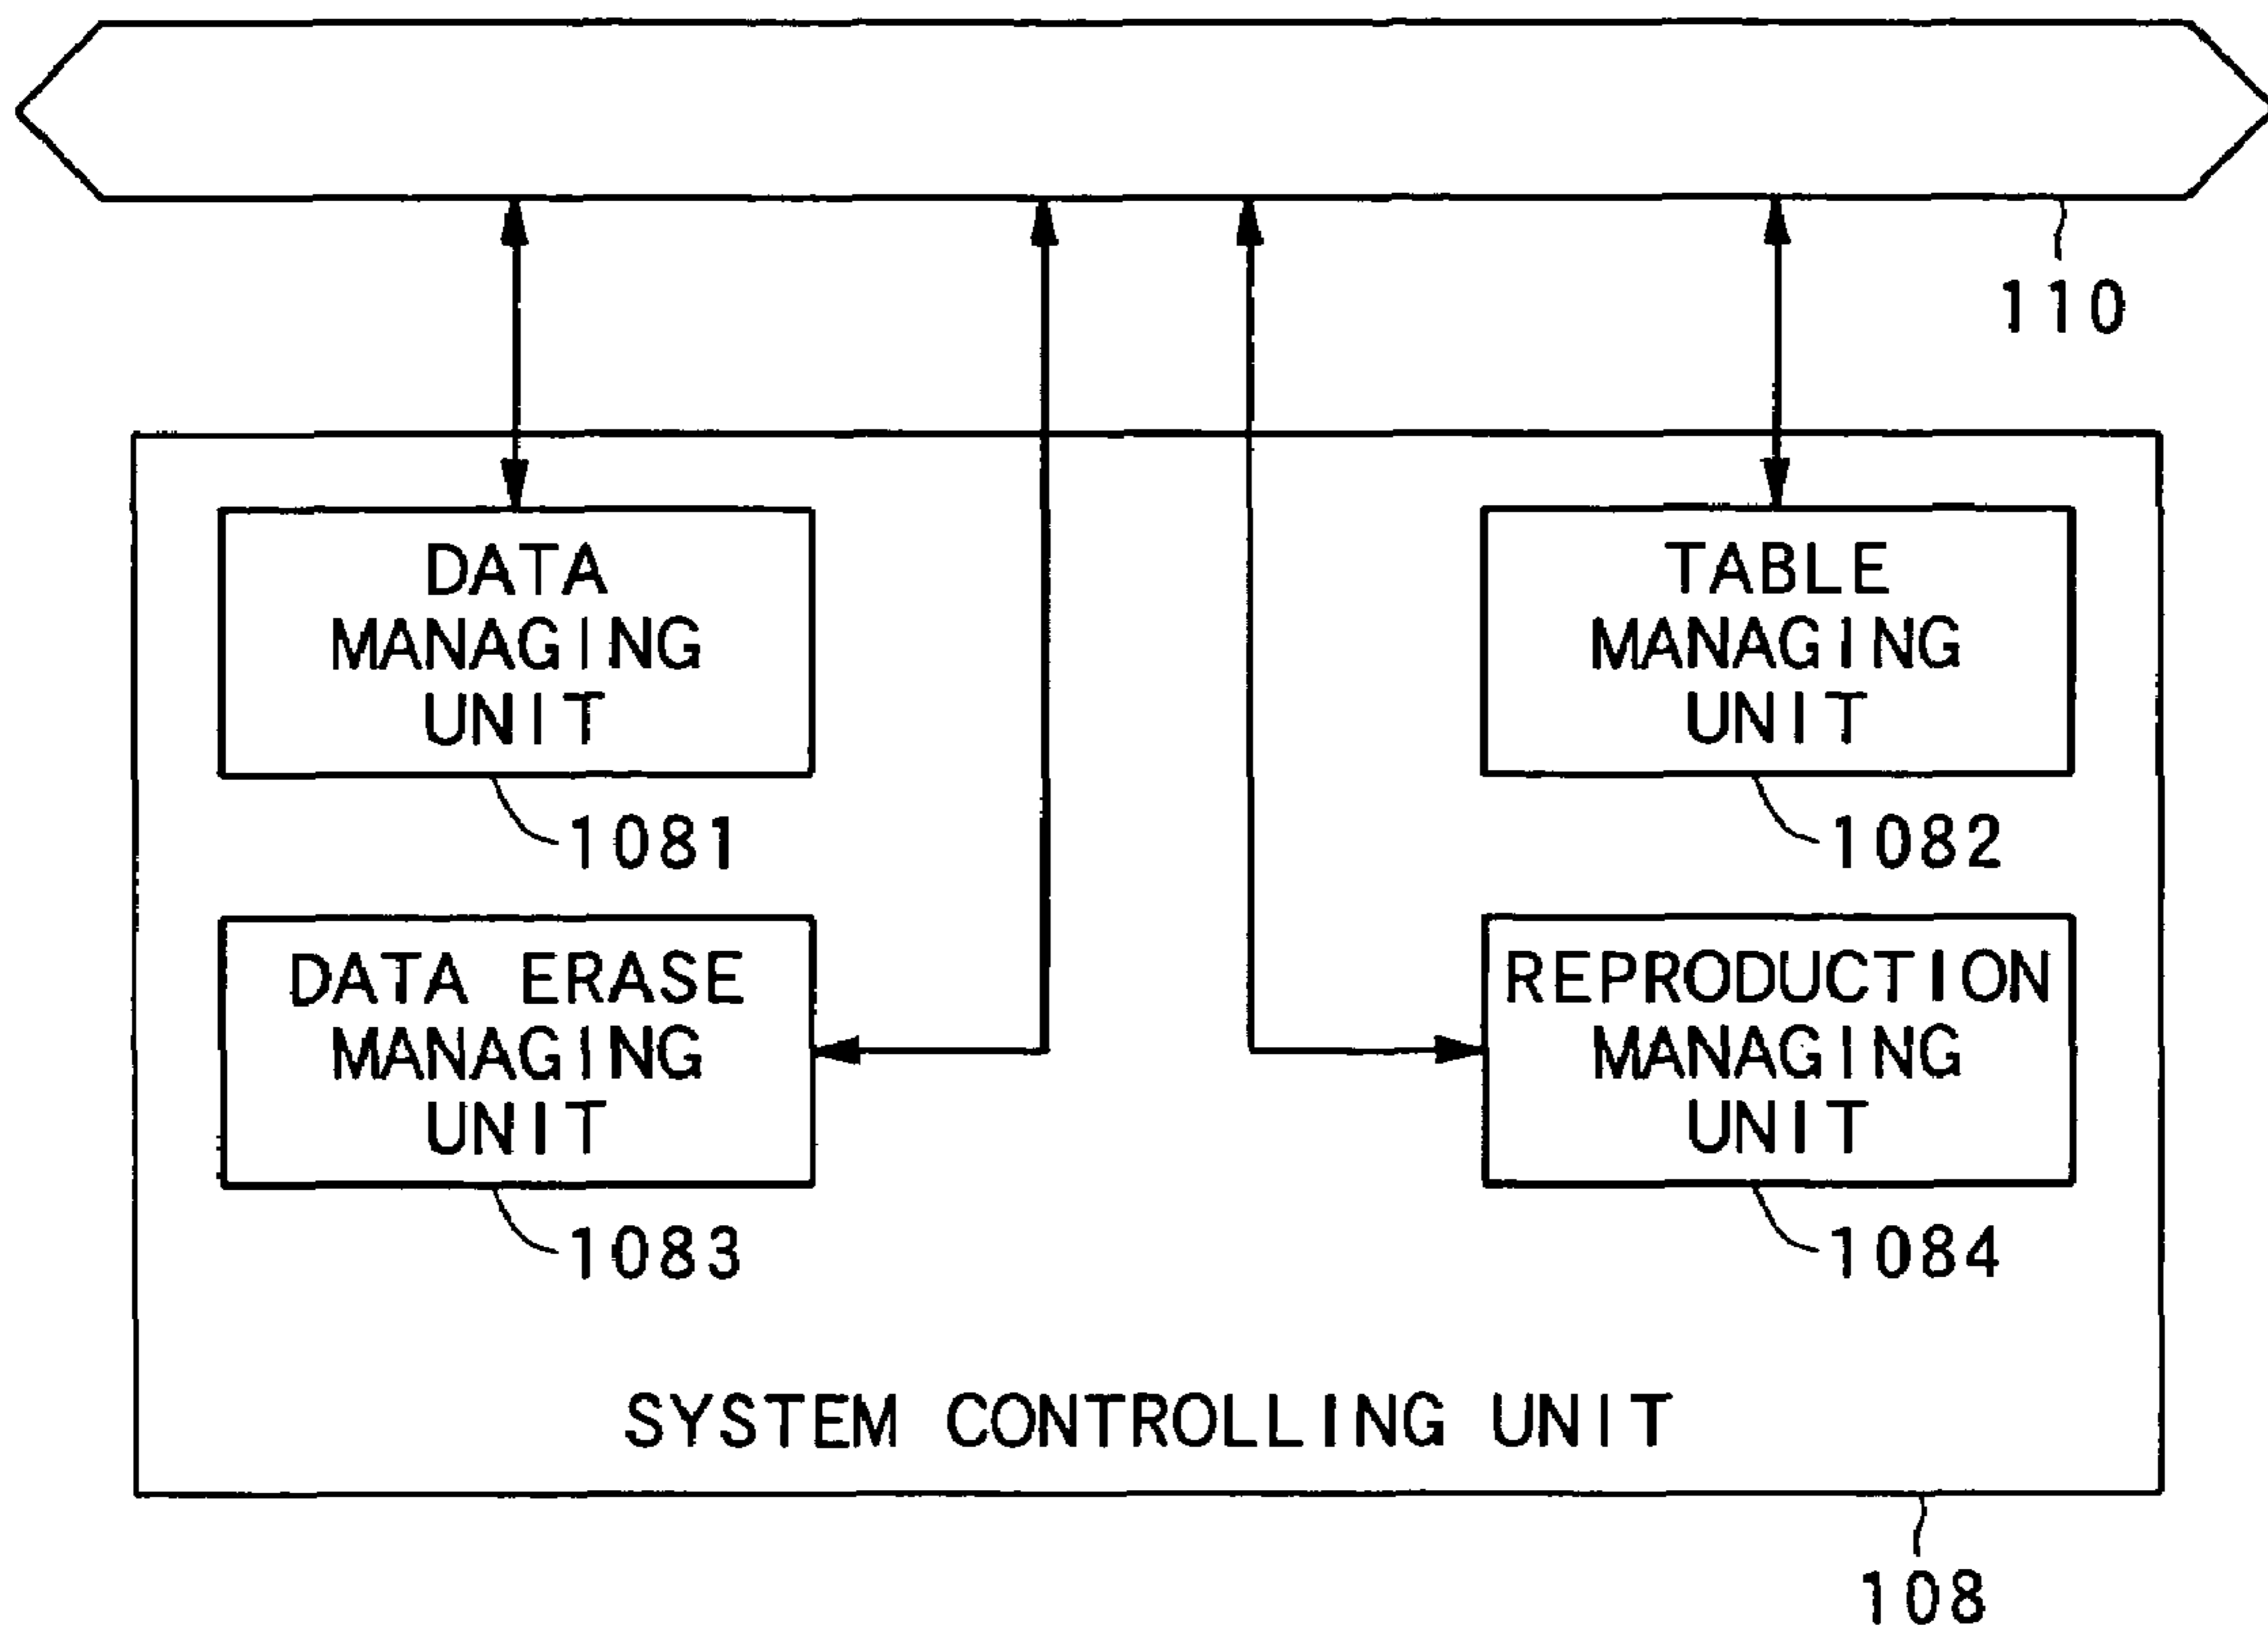 110
DATA
MANAGING
UNIT
1081
TABLE
MANAGING
UNIT
1082
DATA ERASE
MANAGING
UNIT
1083
REPRODUCTION
MANAGING
UNIT
1084
SYSTEM CONTROLLING UNIT
108